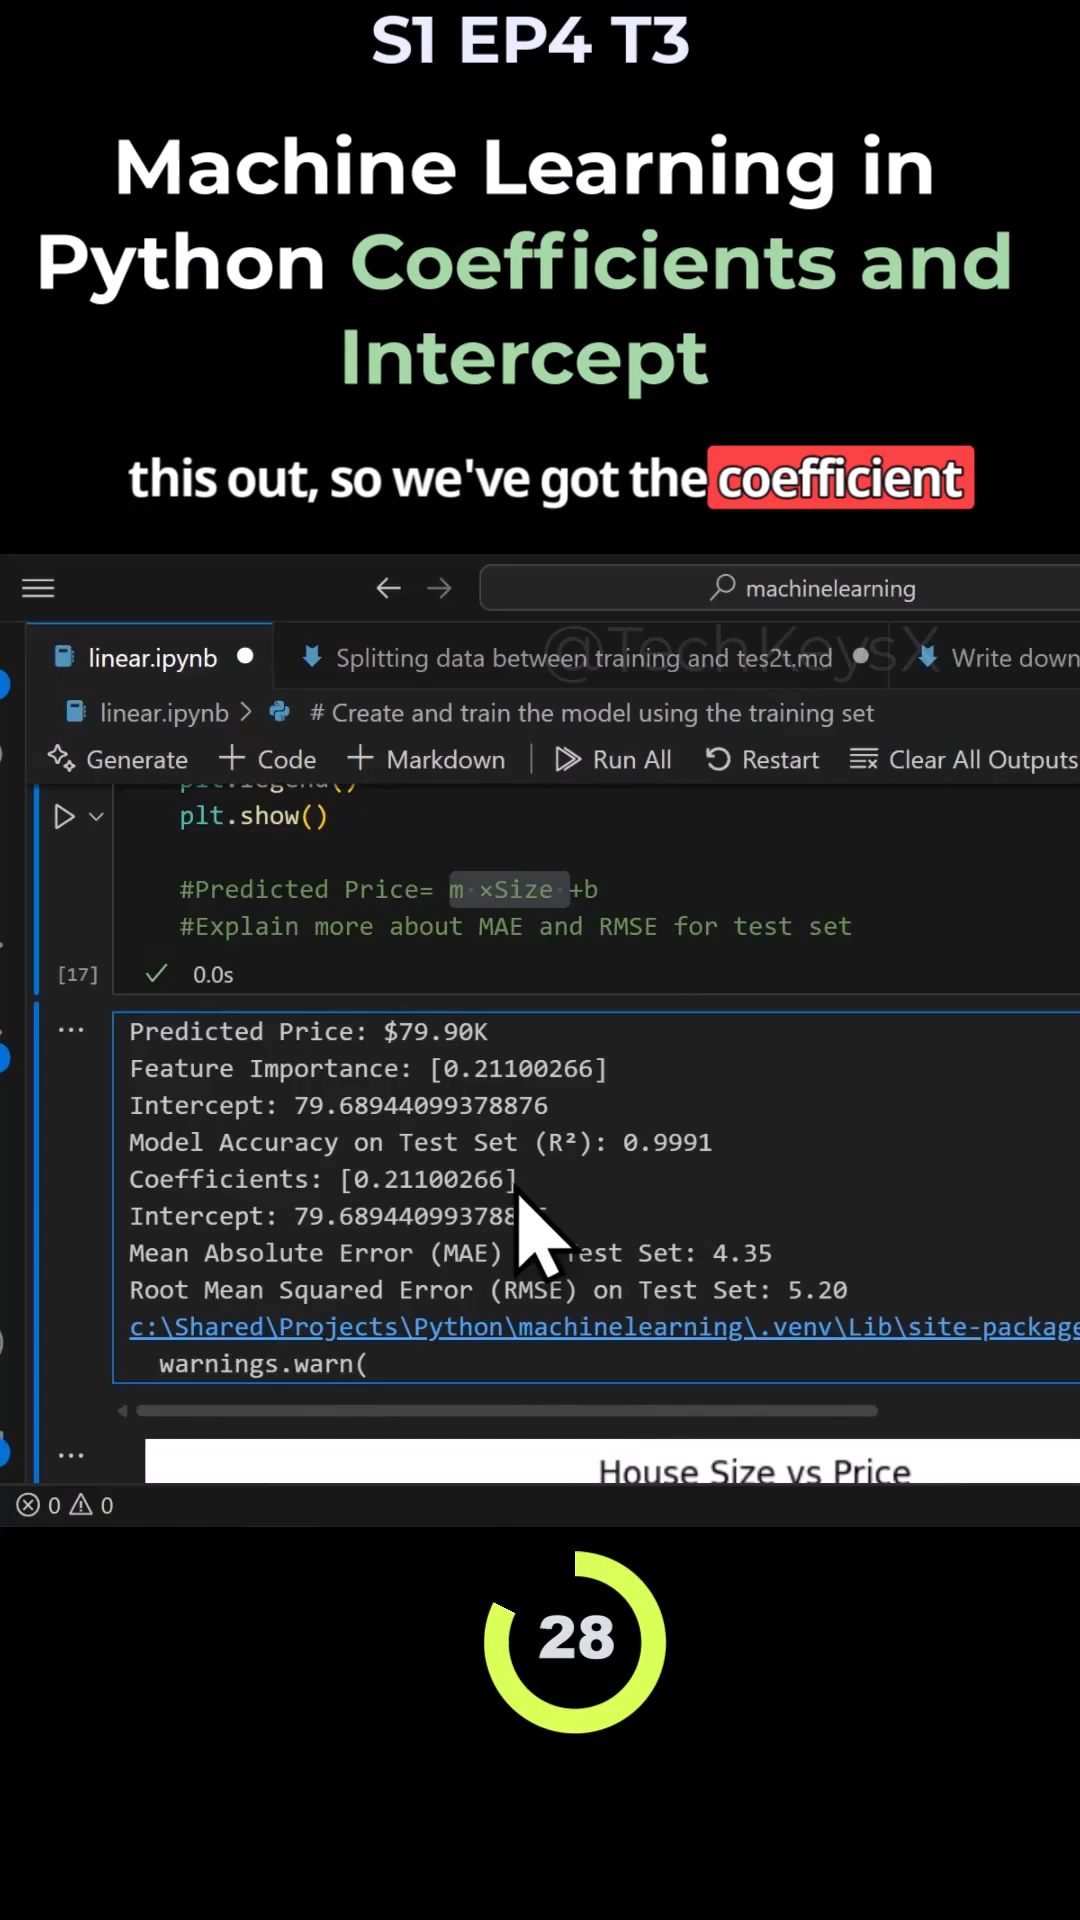 S1 EP4 T3
Machine Learning in
Python Coefficients and
Intercept
this out, so we've got the coefficient
machinelearning
@TechKeysX
linear.ipynb
Splitting data between training and tes2t.md
Write down
linear.ipynb > # Create and train the model using the training set
Generate + Code + Markdown Run All Restart Clear All Outputs
plt.legend()
plt.show()
#Predicted Price= m ×Size +b
#Explain more about MAE and RMSE for test set
[17] 0.0s
Predicted Price: $79.90K
Feature Importance: [0.21100266]
Intercept: 79.68944099378876
Model Accuracy on Test Set (R²): 0.9991
Coefficients: [0.21100266]
Intercept: 79.689440993788
Mean Absolute Error (MAE) Test Set: 4.35
Root Mean Squared Error (RMSE) on Test Set: 5.20
c:\Shared\Projects\Python\machinelearning\.venv\Lib\site-package
warnings.warn(
House Size vs Price
0 0
28